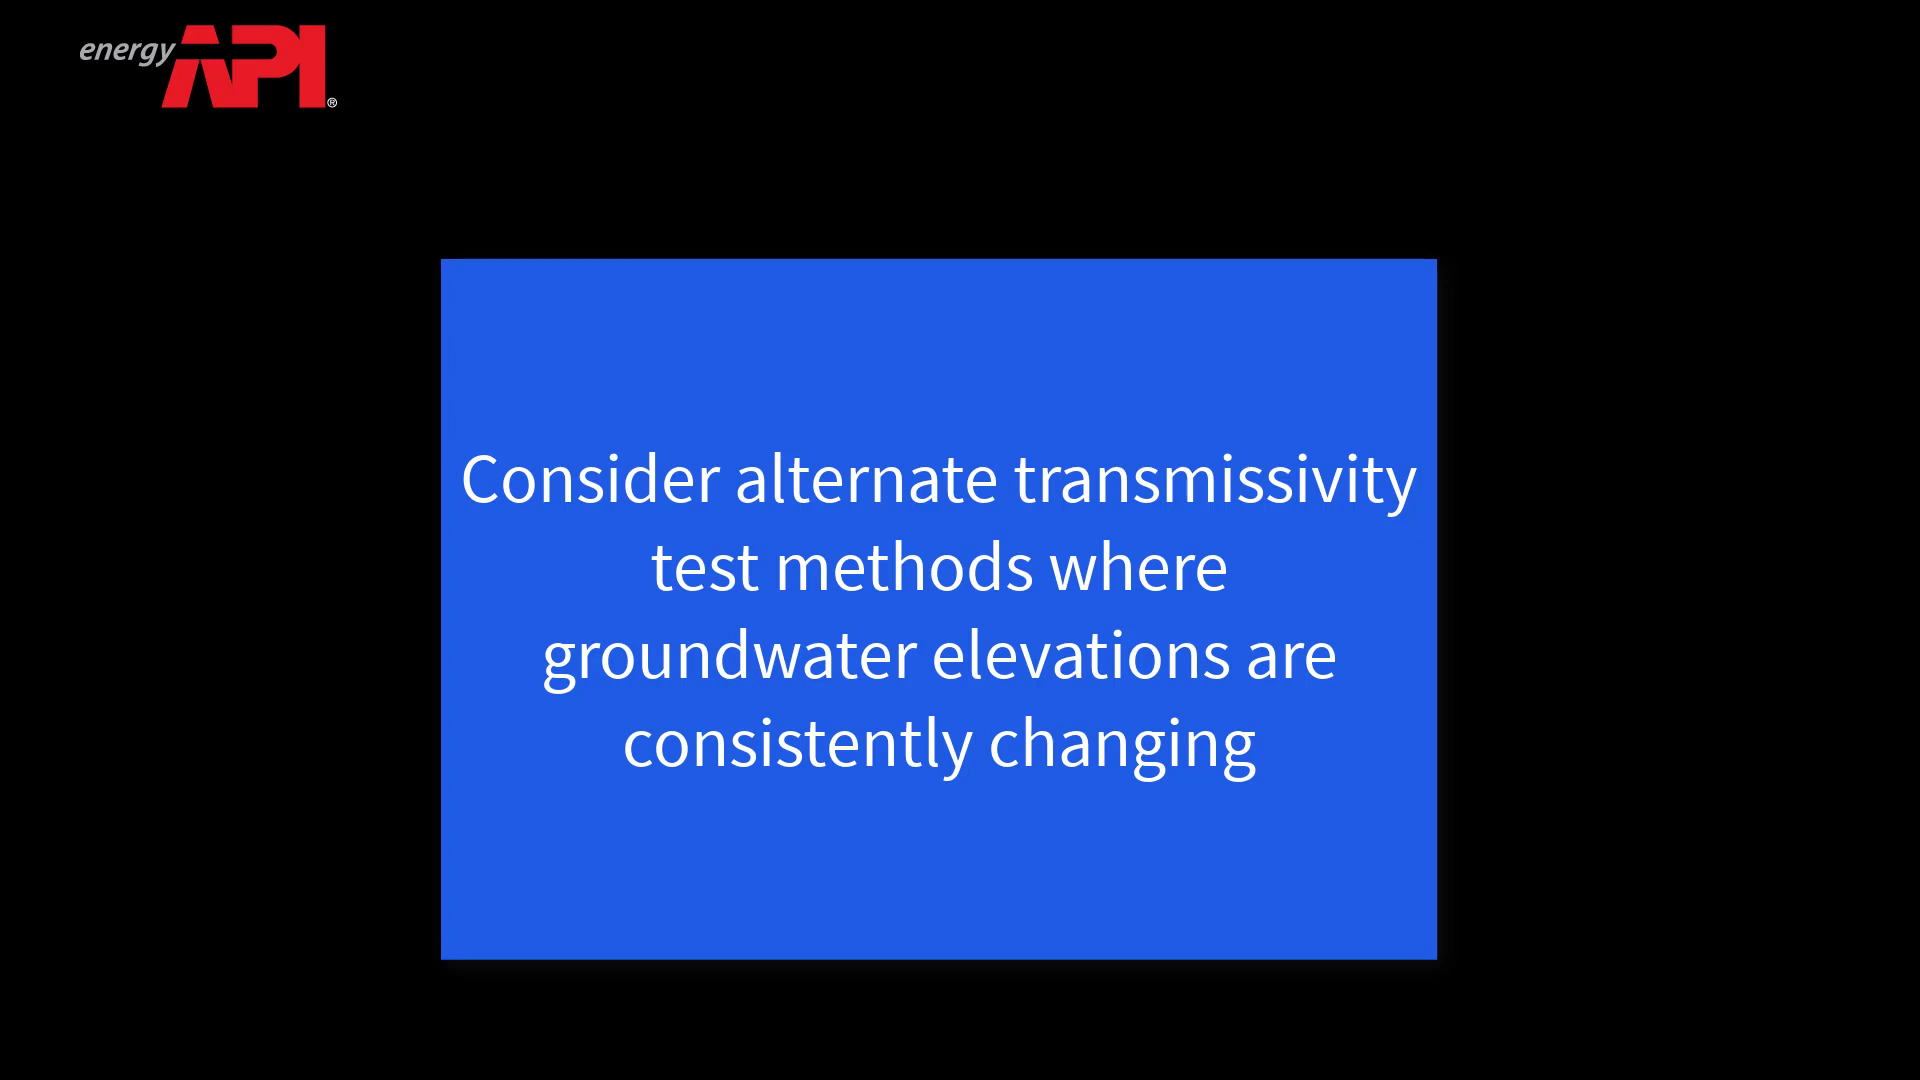 energy API®
Consider alternate transmissivity
test methods where
groundwater elevations are
consistently changing